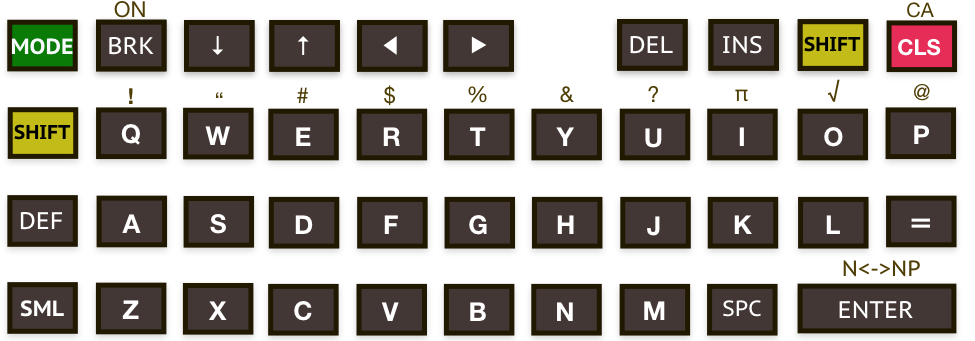 ON CA
MODE BRK ↓ ↑ ◀ ▶ DEL INS SHIFT CLS
! “ # $ % & ? π √ @
SHIFT Q W E R T Y U I O P
DEF A S D F G H J K L =
N<->NP
SML Z X C V B N M SPC ENTER